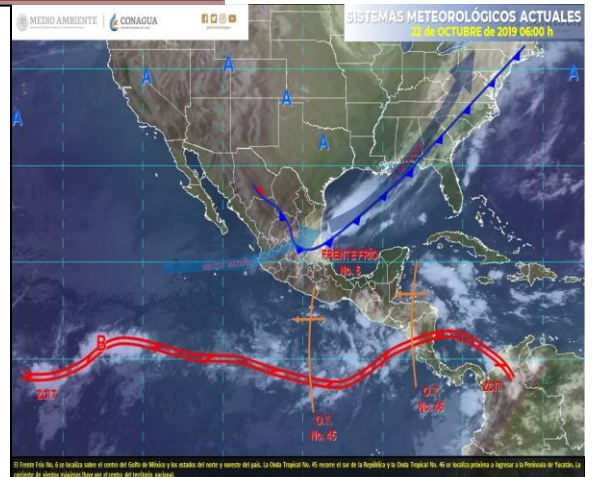 MEDIO AMBIENTE
CONAGUA
SISTEMAS METEOROLÓGICOS ACTUALES
22 de OCTUBRE de 2019 06:00 h
A
A
A
A
A
A
FRENTE FRÍO
No. 6
B
ZCIT
ZCIT
O.T.
No. 45
O.T.
No. 46
El Frente Frío No. 6 se localiza sobre el centro del Golfo de México y los estados del norte y noreste del país. La Onda Tropical No. 45 recorre el sur de la República y la Onda Tropical No. 46 se localiza próxima a ingresar a la Península de Yucatán. La
corriente de vientos máximos fluye por el centro del territorio nacional.